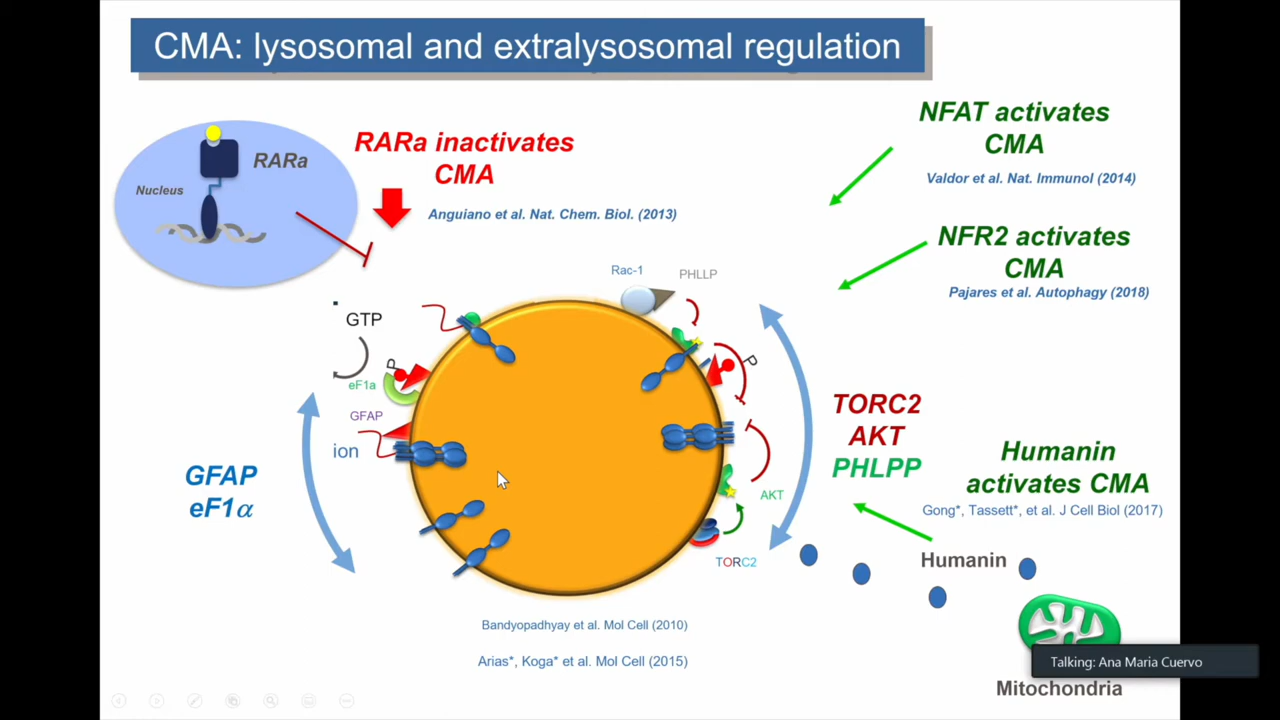 CMA: lysosomal and extralysosomal regulation
RARa
Nucleus
RARa inactivates
CMA
Anguiano et al. Nat. Chem. Biol. (2013)
NFAT activates
CMA
Valdor et al. Nat. Immunol (2014)
NFR2 activates
CMA
Pajares et al. Autophagy (2018)
Rac-1
PHLLP
GTP
P
eF1a
GFAP
ion
P
GFAP
eF1α
TORC2
AKT
PHLPP
AKT
TORC2
Humanin
activates CMA
Gong*, Tassett*, et al. J Cell Biol (2017)
Humanin
Bandyopadhyay et al. Mol Cell (2010)
Arias*, Koga* et al. Mol Cell (2015)
Talking: Ana Maria Cuervo
Mitochondria